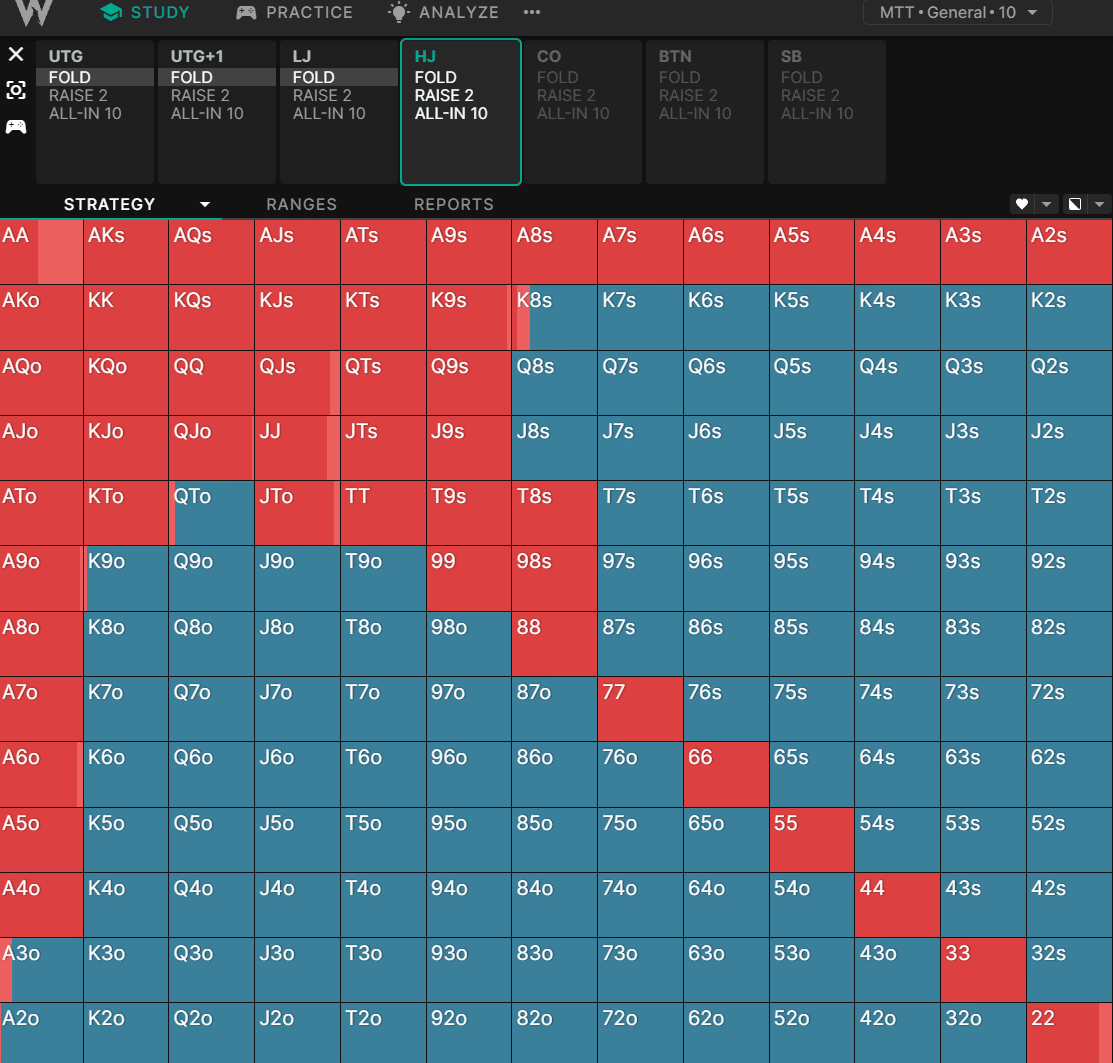 W STUDY PRACTICE ANALYZE ••• MTT • General • 10
UTG UTG+1 LJ HJ CO BTN SB
FOLD FOLD FOLD FOLD FOLD FOLD FOLD
RAISE 2 RAISE 2 RAISE 2 RAISE 2 RAISE 2 RAISE 2 RAISE 2
ALL-IN 10 ALL-IN 10 ALL-IN 10 ALL-IN 10 ALL-IN 10 ALL-IN 10 ALL-IN 10
STRATEGY RANGES REPORTS
AA AKs AQs AJs ATs A9s A8s A7s A6s A5s A4s A3s A2s
AKo KK KQs KJs KTs K9s K8s K7s K6s K5s K4s K3s K2s
AQo KQo QQ QJs QTs Q9s Q8s Q7s Q6s Q5s Q4s Q3s Q2s
AJo KJo QJo JJ JTs J9s J8s J7s J6s J5s J4s J3s J2s
ATo KTo QTo JTo TT T9s T8s T7s T6s T5s T4s T3s T2s
A9o K9o Q9o J9o T9o 99 98s 97s 96s 95s 94s 93s 92s
A8o K8o Q8o J8o T8o 98o 88 87s 86s 85s 84s 83s 82s
A7o K7o Q7o J7o T7o 97o 87o 77 76s 75s 74s 73s 72s
A6o K6o Q6o J6o T6o 96o 86o 76o 66 65s 64s 63s 62s
A5o K5o Q5o J5o T5o 95o 85o 75o 65o 55 54s 53s 52s
A4o K4o Q4o J4o T4o 94o 84o 74o 64o 54o 44 43s 42s
A3o K3o Q3o J3o T3o 93o 83o 73o 63o 53o 43o 33 32s
A2o K2o Q2o J2o T2o 92o 82o 72o 62o 52o 42o 32o 22